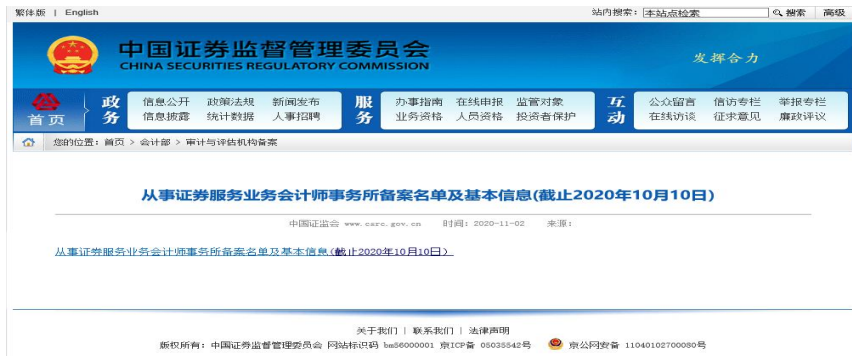 繁体版 | English 站内搜索: 本站点检索 搜索 高级
中国证券监督管理委员会
CHINA SECURITIES REGULATORY COMMISSION
发挥合力
首页
政务
信息公开 政策法规 新闻发布
信息披露 统计数据 人事招聘
服务
办事指南 在线申报 监管对象
业务资格 人员资格 投资者保护
互动
公众留言 信访专栏 举报专栏
在线访谈 征求意见 廉政评议
您的位置: 首页 > 会计部 > 审计与评估机构备案
从事证券服务业务会计师事务所备案名单及基本信息(截止2020年10月10日)
中国证监会 www.csrc.gov.cn 时间: 2020-11-02 来源:
从事证券服务业务会计师事务所备案名单及基本信息(截止2020年10月10日)
关于我们 | 联系我们 | 法律声明
版权所有: 中国证券监督管理委员会 网站标识码 bm56000001 京ICP备 05035542号 京公网安备 11040102700080号